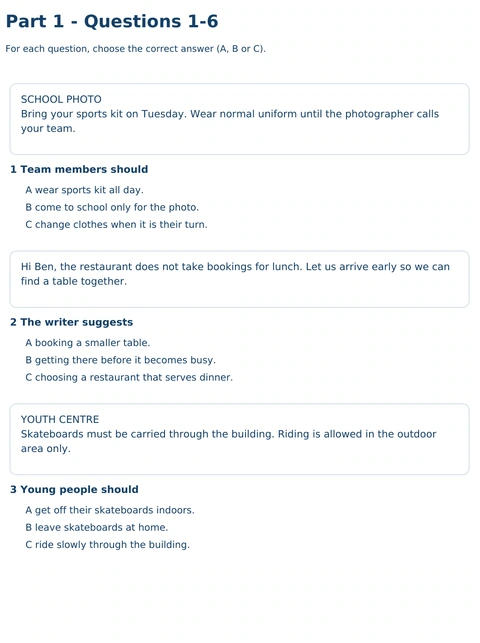 Part 1 - Questions 1-6
For each question, choose the correct answer (A, B or C).
SCHOOL PHOTO
Bring your sports kit on Tuesday. Wear normal uniform until the photographer calls
your team.
1 Team members should
A wear sports kit all day.
B come to school only for the photo.
C change clothes when it is their turn.
Hi Ben, the restaurant does not take bookings for lunch. Let us arrive early so we can
find a table together.
2 The writer suggests
A booking a smaller table.
B getting there before it becomes busy.
C choosing a restaurant that serves dinner.
YOUTH CENTRE
Skateboards must be carried through the building. Riding is allowed in the outdoor
area only.
3 Young people should
A get off their skateboards indoors.
B leave skateboards at home.
C ride slowly through the building.